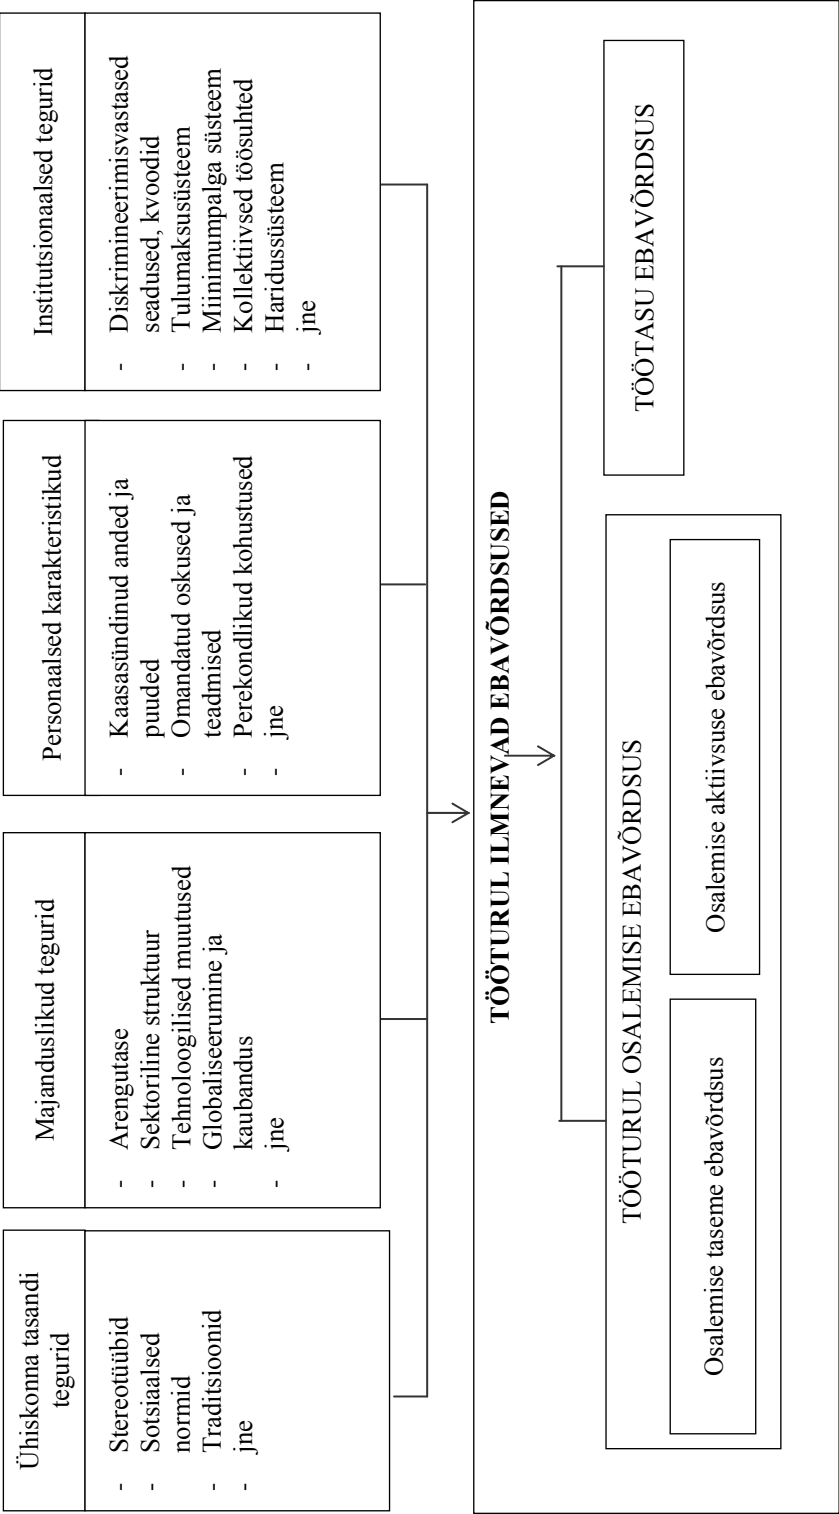 Ühiskonna tasandi
tegurid
- Stereotüübid
- Sotsiaalsed
normid
- Traditsioonid
- jne
Majanduslikud tegurid
- Arengutase
- Sektoriline struktuur
- Tehnoloogilised muutused
- Globaliseerumine ja
kaubandus
- jne
Personaalsed karakteristikud
- Kaasasündinud anded ja
puuded
- Omandatud oskused ja
teadmised
- Perekondlikud kohustused
- jne
Institutsionaalsed tegurid
- Diskrimineerimisvastased
seadused, kvoodid
- Tulumaksusüsteem
- Miinimumpalga süsteem
- Kollektiivsed töösuhted
- Haridussüsteem
- jne
TÖÖTURUL ILMNEVAD EBAVÕRDSUSED
TÖÖTURUL OSALEMISE EBAVÕRDSUS
Osalemise taseme ebavõrdsus
Osalemise aktiivsuse ebavõrdsus
TÖÖTASU EBAVÕRDSUS